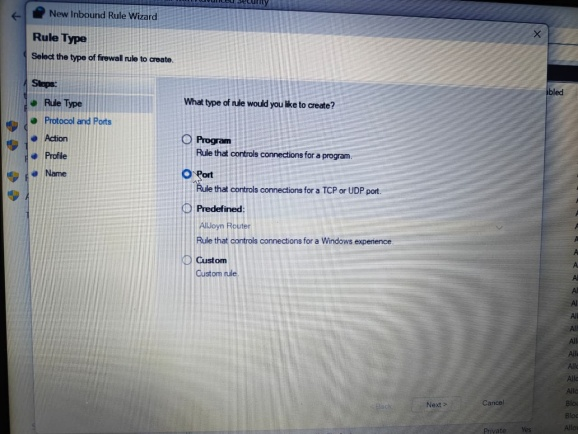 Security
New Inbound Rule Wizard
Rule Type
Select the type of firewall rule to create.
Steps:
Rule Type
Protocol and Ports
Action
Profile
Name
What type of rule would you like to create?
Program
Rule that controls connections for a program.
Port
Rule that controls connections for a TCP or UDP port.
Predefined:
AllJoyn Router
Rule that controls connections for a Windows experience.
Custom
Custom rule.
Back
Next >
Cancel
Private Yes